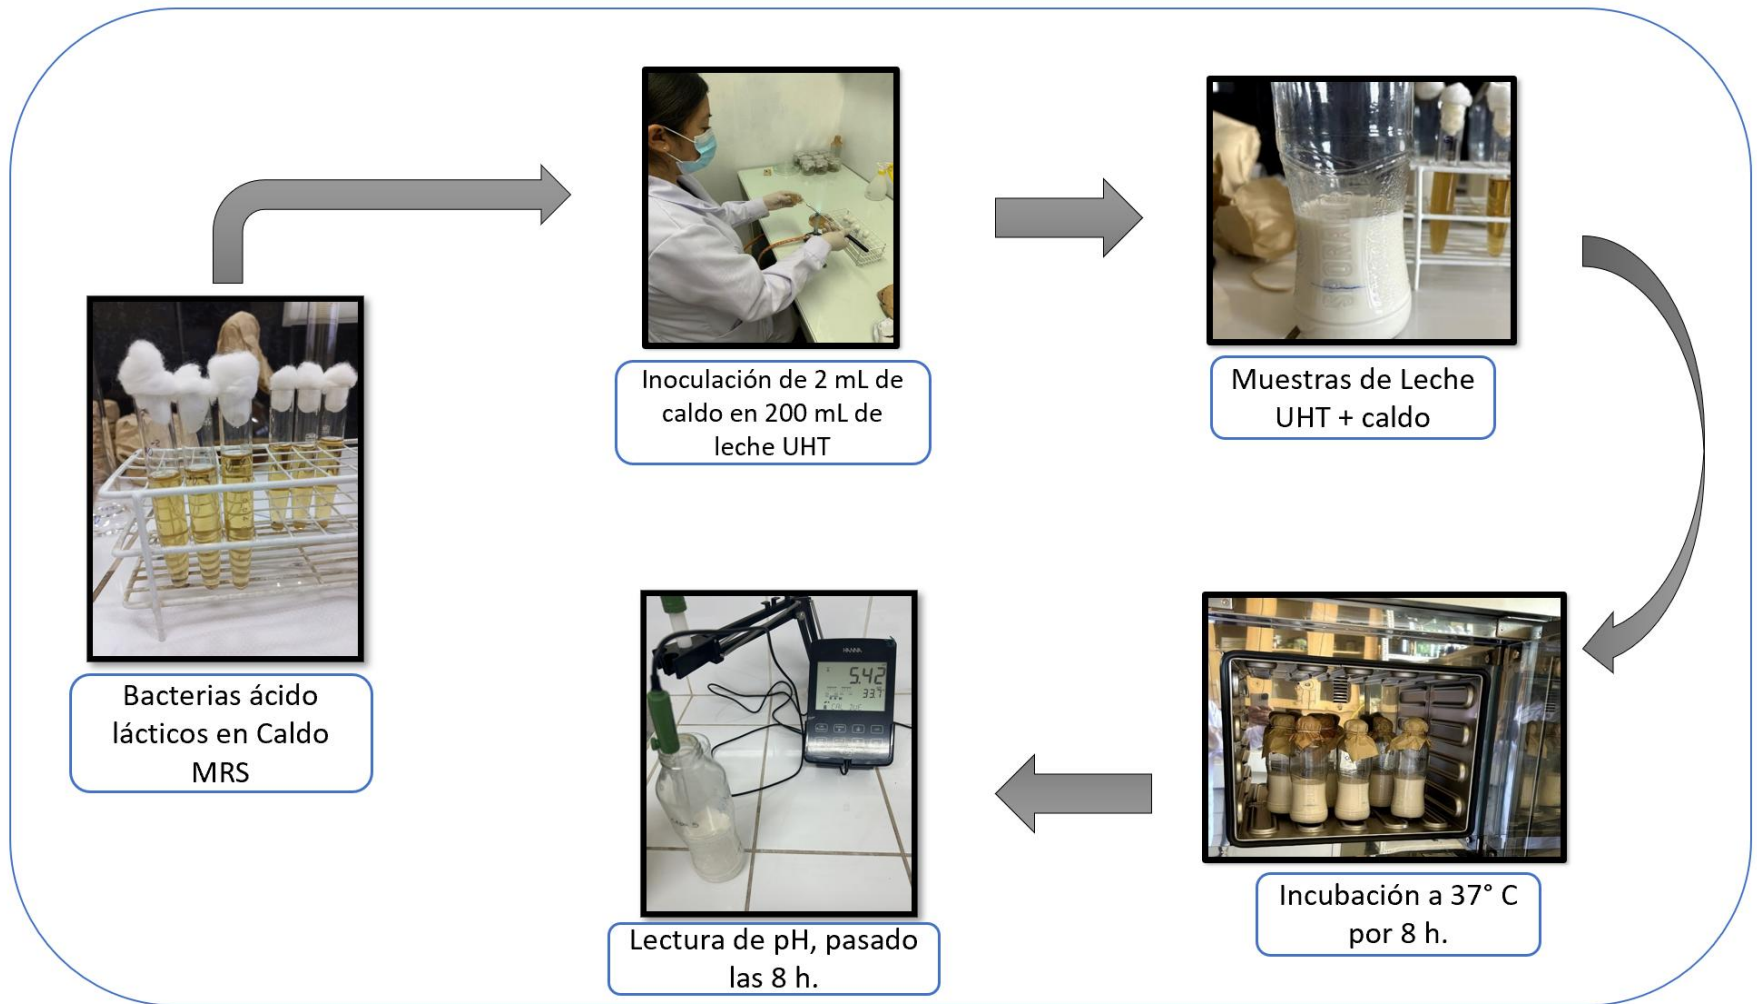 Bacterias ácido
lácticos en Caldo
MRS
Inoculación de 2 mL de
caldo en 200 mL de
leche UHT
Muestras de Leche
UHT + caldo
Incubación a 37° C
por 8 h.
HANNA
5.42
33.7
Lectura de pH, pasado
las 8 h.